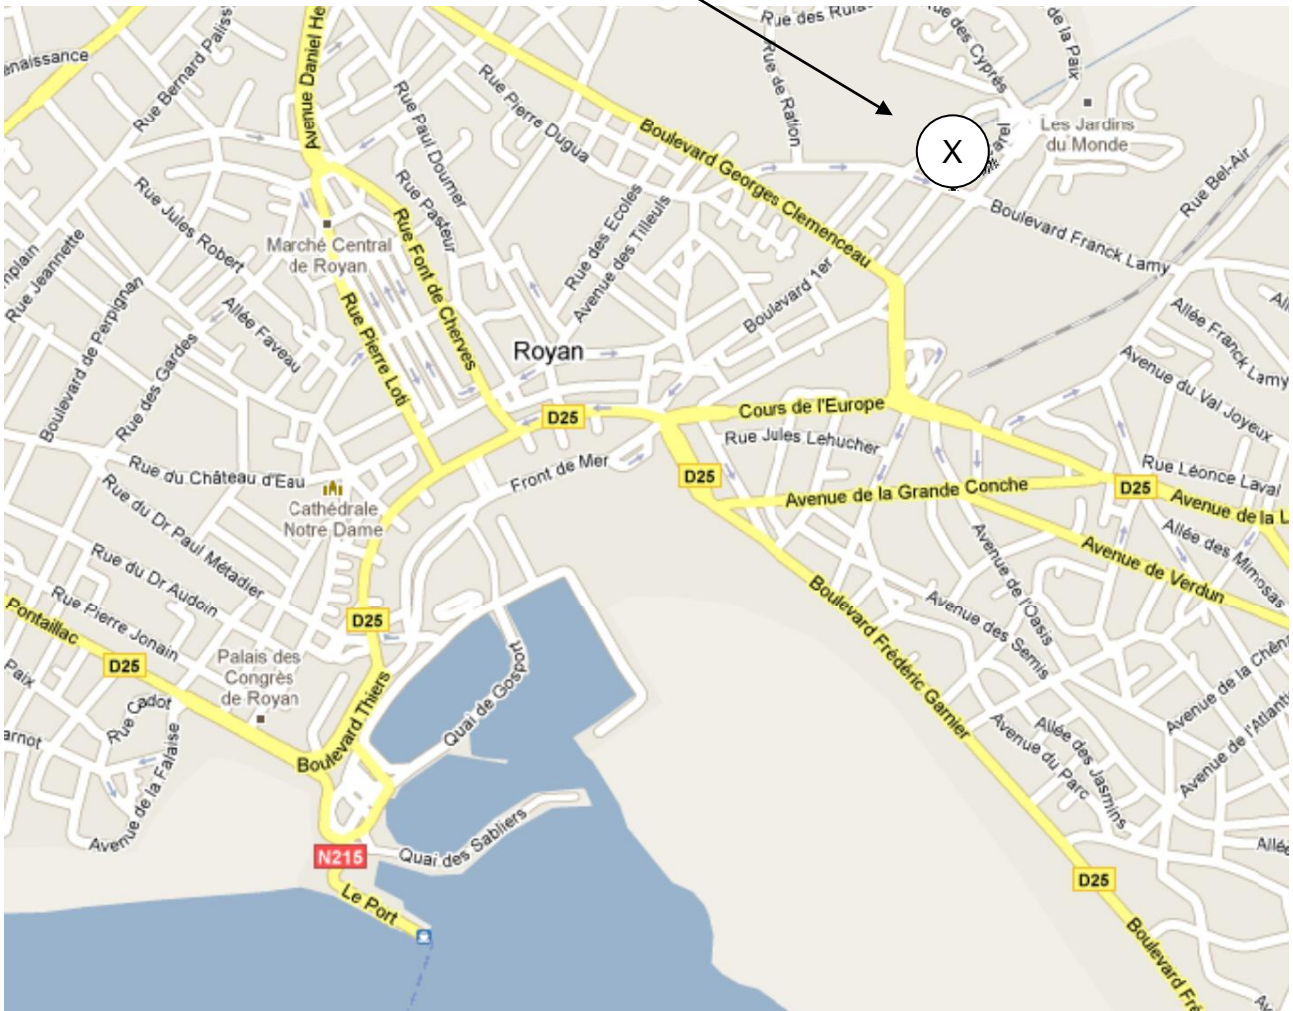 Rue des
Rue des Cyprès
de la Paix
Avenue Daniel
Rue Bernard
enaissance
Rue de Ration
Rue Pierre Dugua
Boulevard Georges Clemenceau
Rue Paul Doumer
X
Les Jardins
du Monde
Rue Bel-Air
Rue Pasteur
Rue Jules Robert
Rue des Ecoles
Avenue des Tilleuls
Boulevard Franck Lamy
Marché Central
de Royan
Rue Font de Cherves
mplain
Rue Jeannette
Boulevard de Perpignan
Allée Faveau
Rue Pierre Loti
Boulevard 1er
Royan
Allée Franck Lamy
Avenue du Val Joyeux
Rue des Gardes
D25
Cours de l'Europe
Rue Jules Lehucher
Rue du Château d'Eau
Front de Mer
D25
Avenue de la Grande Conche
Rue Léonce Laval
D25
Avenue de la L
Cathédrale
Notre Dame
Rue du Dr Paul Métadier
Allée des Mimosas
Avenue de Verdun
Rue du Dr Audoin
Avenue de l'Oasis
Rue Pierre Jonain
Pontaillac
D25
D25
Avenue des Semis
Boulevard Frédéric Garnier
Palais des
Congrès
de Royan
Quai de Gosport
Paix
Rue Cadot
arnot
Boulevard Thiers
Avenue de la Falaise
Avenue de la Chên
Avenue de l'Atlanti
Avenue du Parc
Allée des Jasmins
Quai des Sabliers
N215
Le Port
Allée
D25
Boulevard Fré